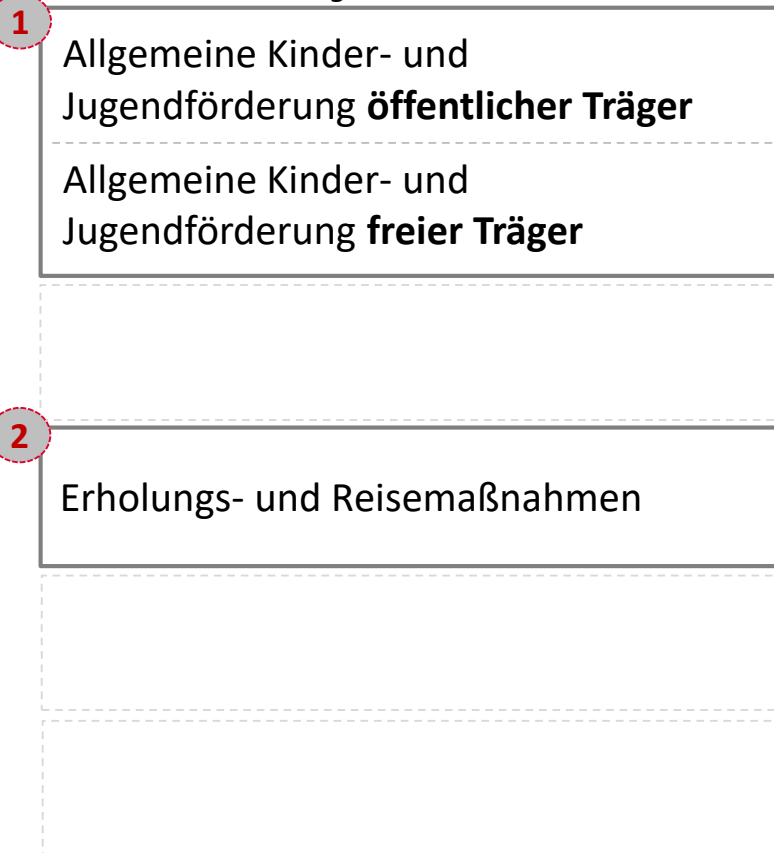 1
Allgemeine Kinder- und
Jugendförderung öffentlicher Träger
Allgemeine Kinder- und
Jugendförderung freier Träger
2
Erholungs- und Reisemaßnahmen